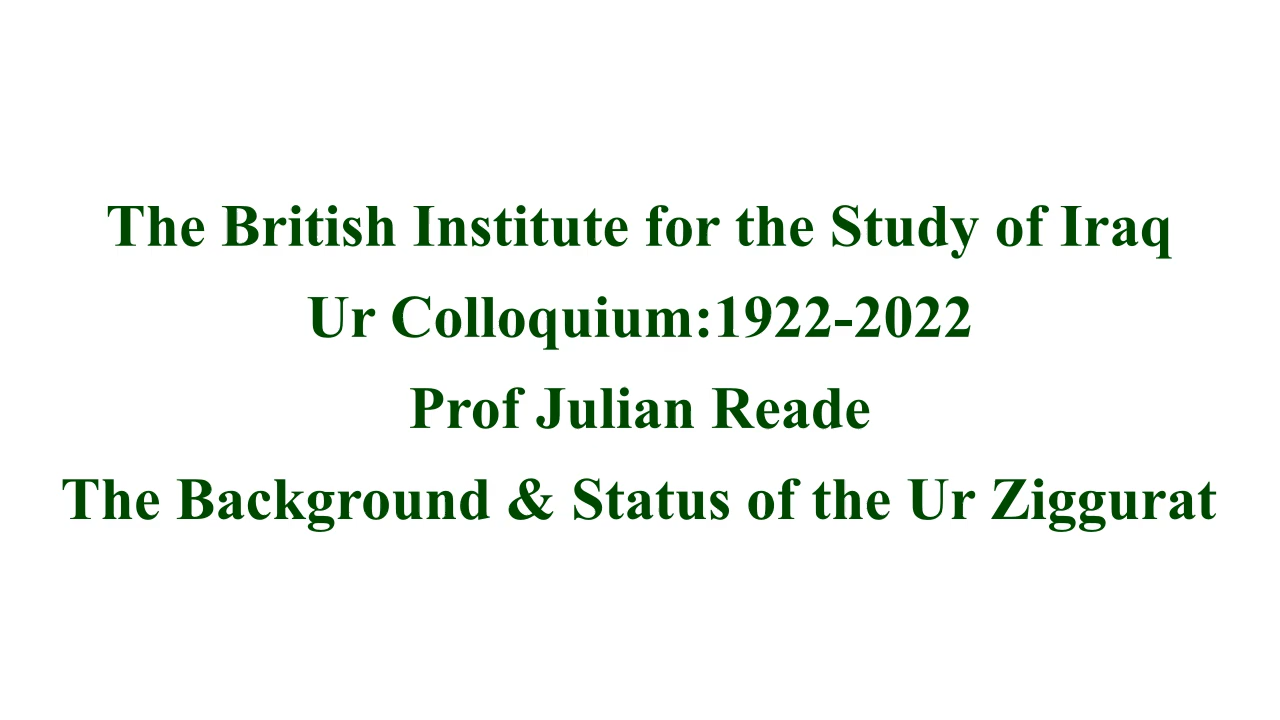 The British Institute for the Study of Iraq
Ur Colloquium:1922-2022
Prof Julian Reade
The Background & Status of the Ur Ziggurat